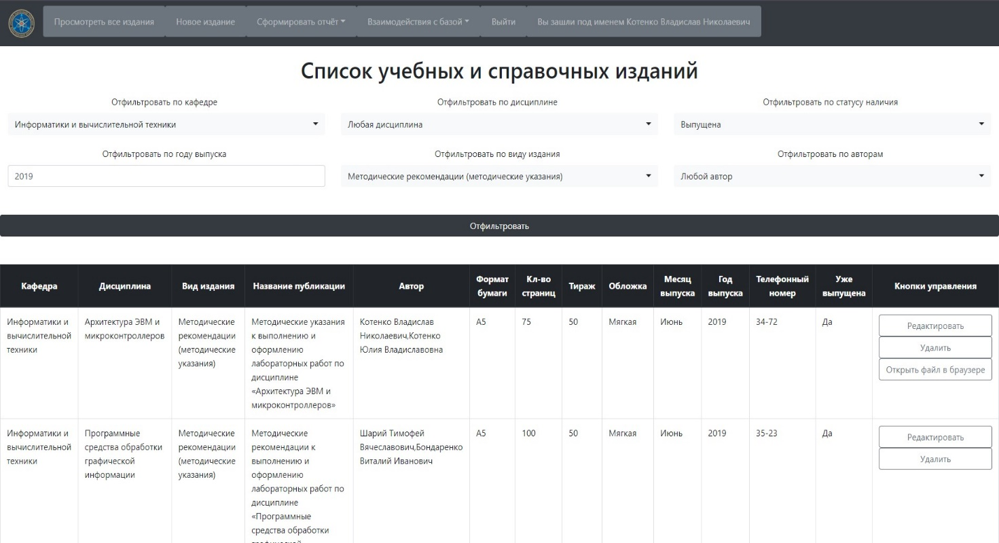 Просмотреть все издания Новое издание Сформировать отчёт Взаимодействия с базой Выйти Вы зашли под именем Котенко Владислав Николаевич
Список учебных и справочных изданий
Отфильтровать по кафедре Отфильтровать по дисциплине Отфильтровать по статусу наличия
Информатики и вычислительной техники Любая дисциплина Выпущена
Отфильтровать по году выпуска Отфильтровать по виду издания Отфильтровать по авторам
2019 Методические рекомендации (методические указания) Любой автор
Отфильтровать
Кафедра Дисциплина Вид издания Название публикации Автор Формат бумаги Кл-во страниц Тираж Обложка Месяц выпуска Год выпуска Телефонный номер Уже выпущена Кнопки управления
Информатики и Архитектура ЭВМ и Методические Методические указания Котенко Владислав А5 75 50 Мягкая Июнь 2019 34-72 Да Редактировать
вычислительной микроконтроллеров рекомендации к выполнению и Николаевич,Котенко
техники (методические оформлению Юлия Владиславовна Удалить
указания) лабораторных работ по Открыть файл в браузере
дисциплине
«Архитектура ЭВМ и
микроконтроллеров»
Информатики и Программные Методические Методические Шарий Тимофей А5 100 50 Мягкая Июнь 2019 35-23 Да Редактировать
вычислительной средства обработки рекомендации рекомендации к Вячеславович,Бондаренко
техники графической (методические выполнению и Виталий Иванович Удалить
информации указания) оформлению
лабораторных работ по
дисциплине
«Программные
средства обработки